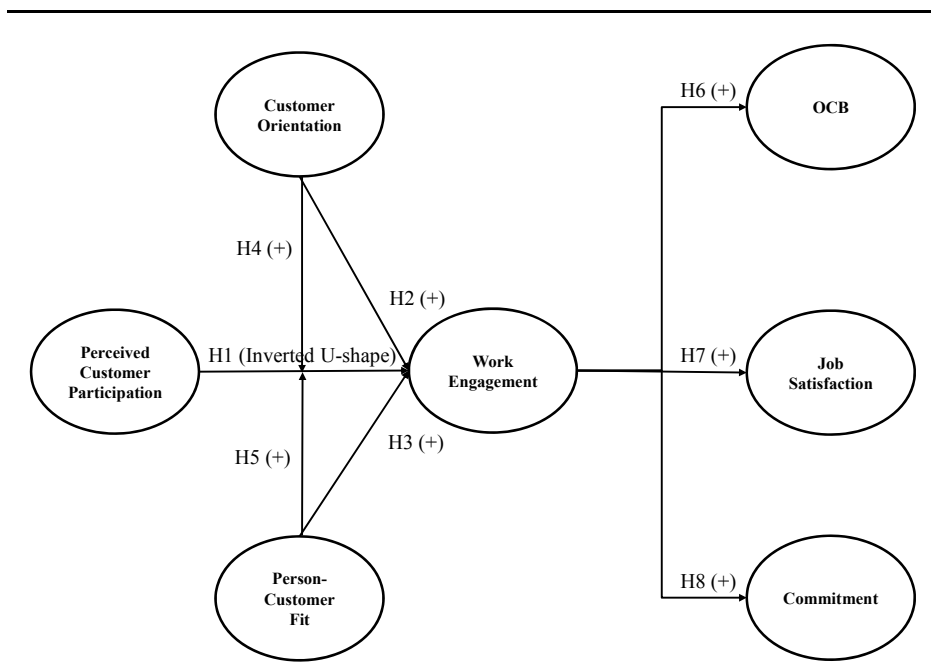 Customer
Orientation
H6 (+)
OCB
H4 (+)
H2 (+)
Perceived
Customer
Participation
H1 (Inverted U-shape)
Work
Engagement
H7 (+)
Job
Satisfaction
H5 (+)
H3 (+)
Person-
Customer
Fit
H8 (+)
Commitment